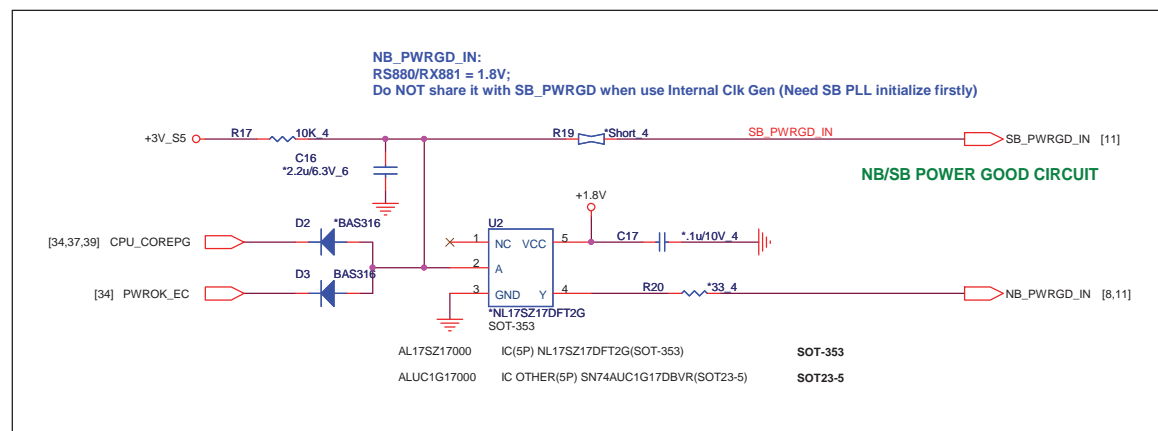 NB_PWRGD_IN:
RS880/RX881 = 1.8V;
Do NOT share it with SB_PWRGD when use Internal Clk Gen (Need SB PLL initialize firstly)
+3V_S5 R17 10K_4 R19 *Short_4 SB_PWRGD_IN SB_PWRGD_IN [11]
C16
*2.2u/6.3V_6
NB/SB POWER GOOD CIRCUIT
+1.8V
D2 *BAS316 U2
[34,37,39] CPU_COREPG 1 NC VCC 5 C17 *.1u/10V_4
2 A
D3 BAS316
[34] PWROK_EC 3 GND Y 4 R20 *33_4 NB_PWRGD_IN [8,11]
*NL17SZ17DFT2G
SOT-353
AL17SZ17000 IC(5P) NL17SZ17DFT2G(SOT-353) SOT-353
ALUC1G17000 IC OTHER(5P) SN74AUC1G17DBVR(SOT23-5) SOT23-5